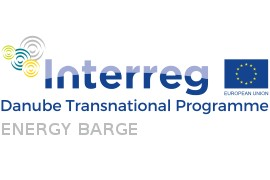 Interreg
EUROPEAN UNION
Danube Transnational Programme
ENERGY BARGE